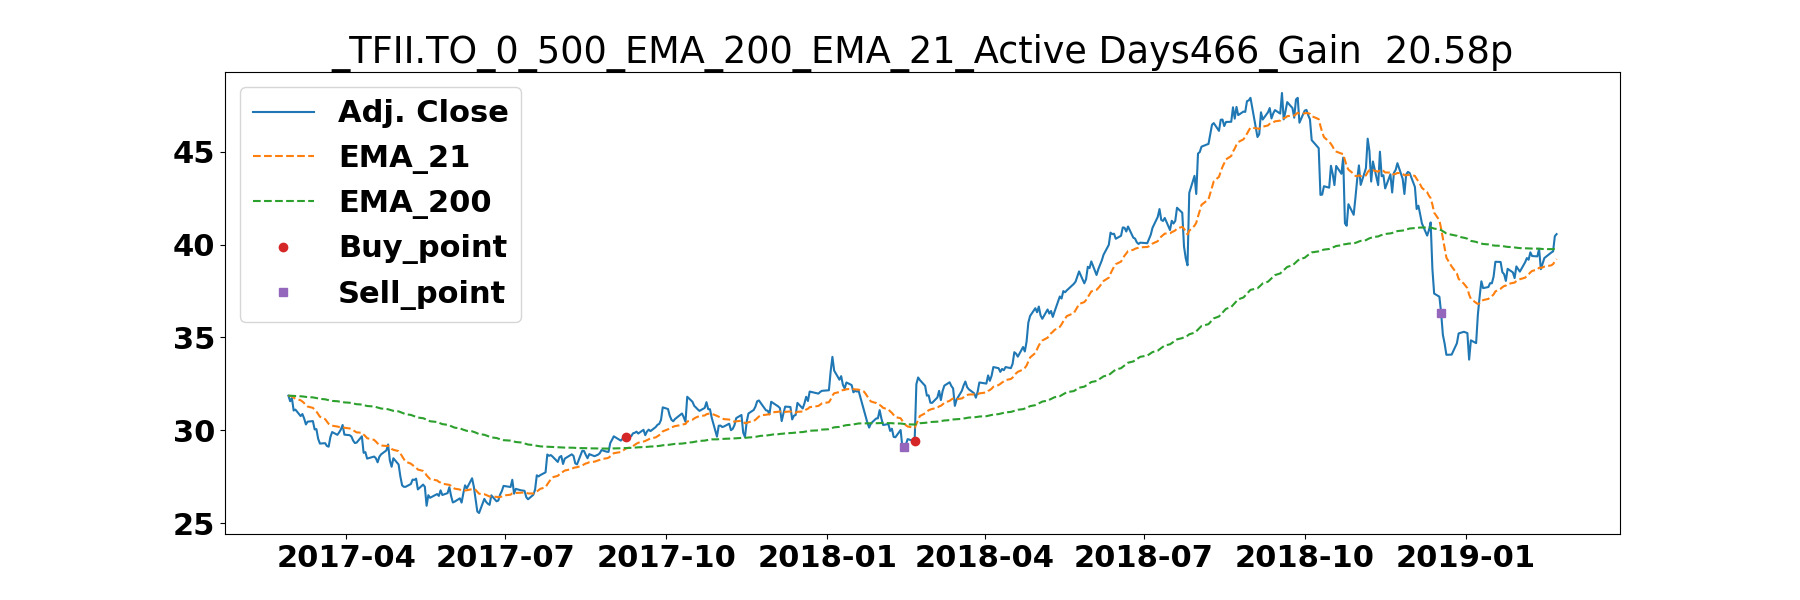 _TFII.TO_0_500_EMA_200_EMA_21_Active Days466_Gain  20.58p
Adj. Close
EMA_21
EMA_200
Buy_point
Sell_point
45
40
35
30
25
2017-04 2017-07 2017-10 2018-01 2018-04 2018-07 2018-10 2019-01